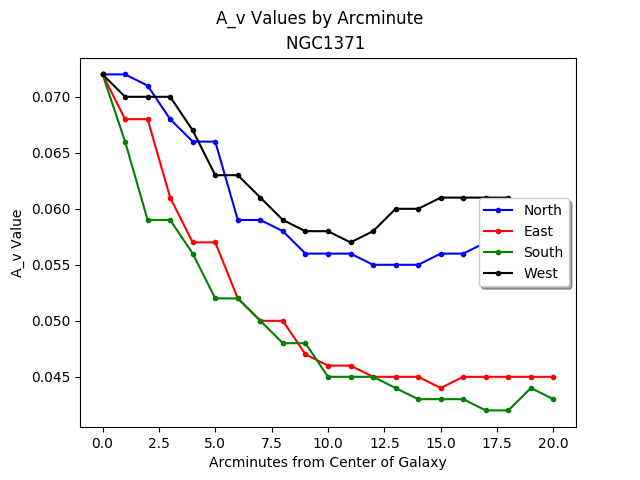 A_v Values by Arcminute
NGC1371
0.070
0.065
0.060
0.055
0.050
0.045
A_v Value
North
East
South
West
0.0 2.5 5.0 7.5 10.0 12.5 15.0 17.5 20.0
Arcminutes from Center of Galaxy